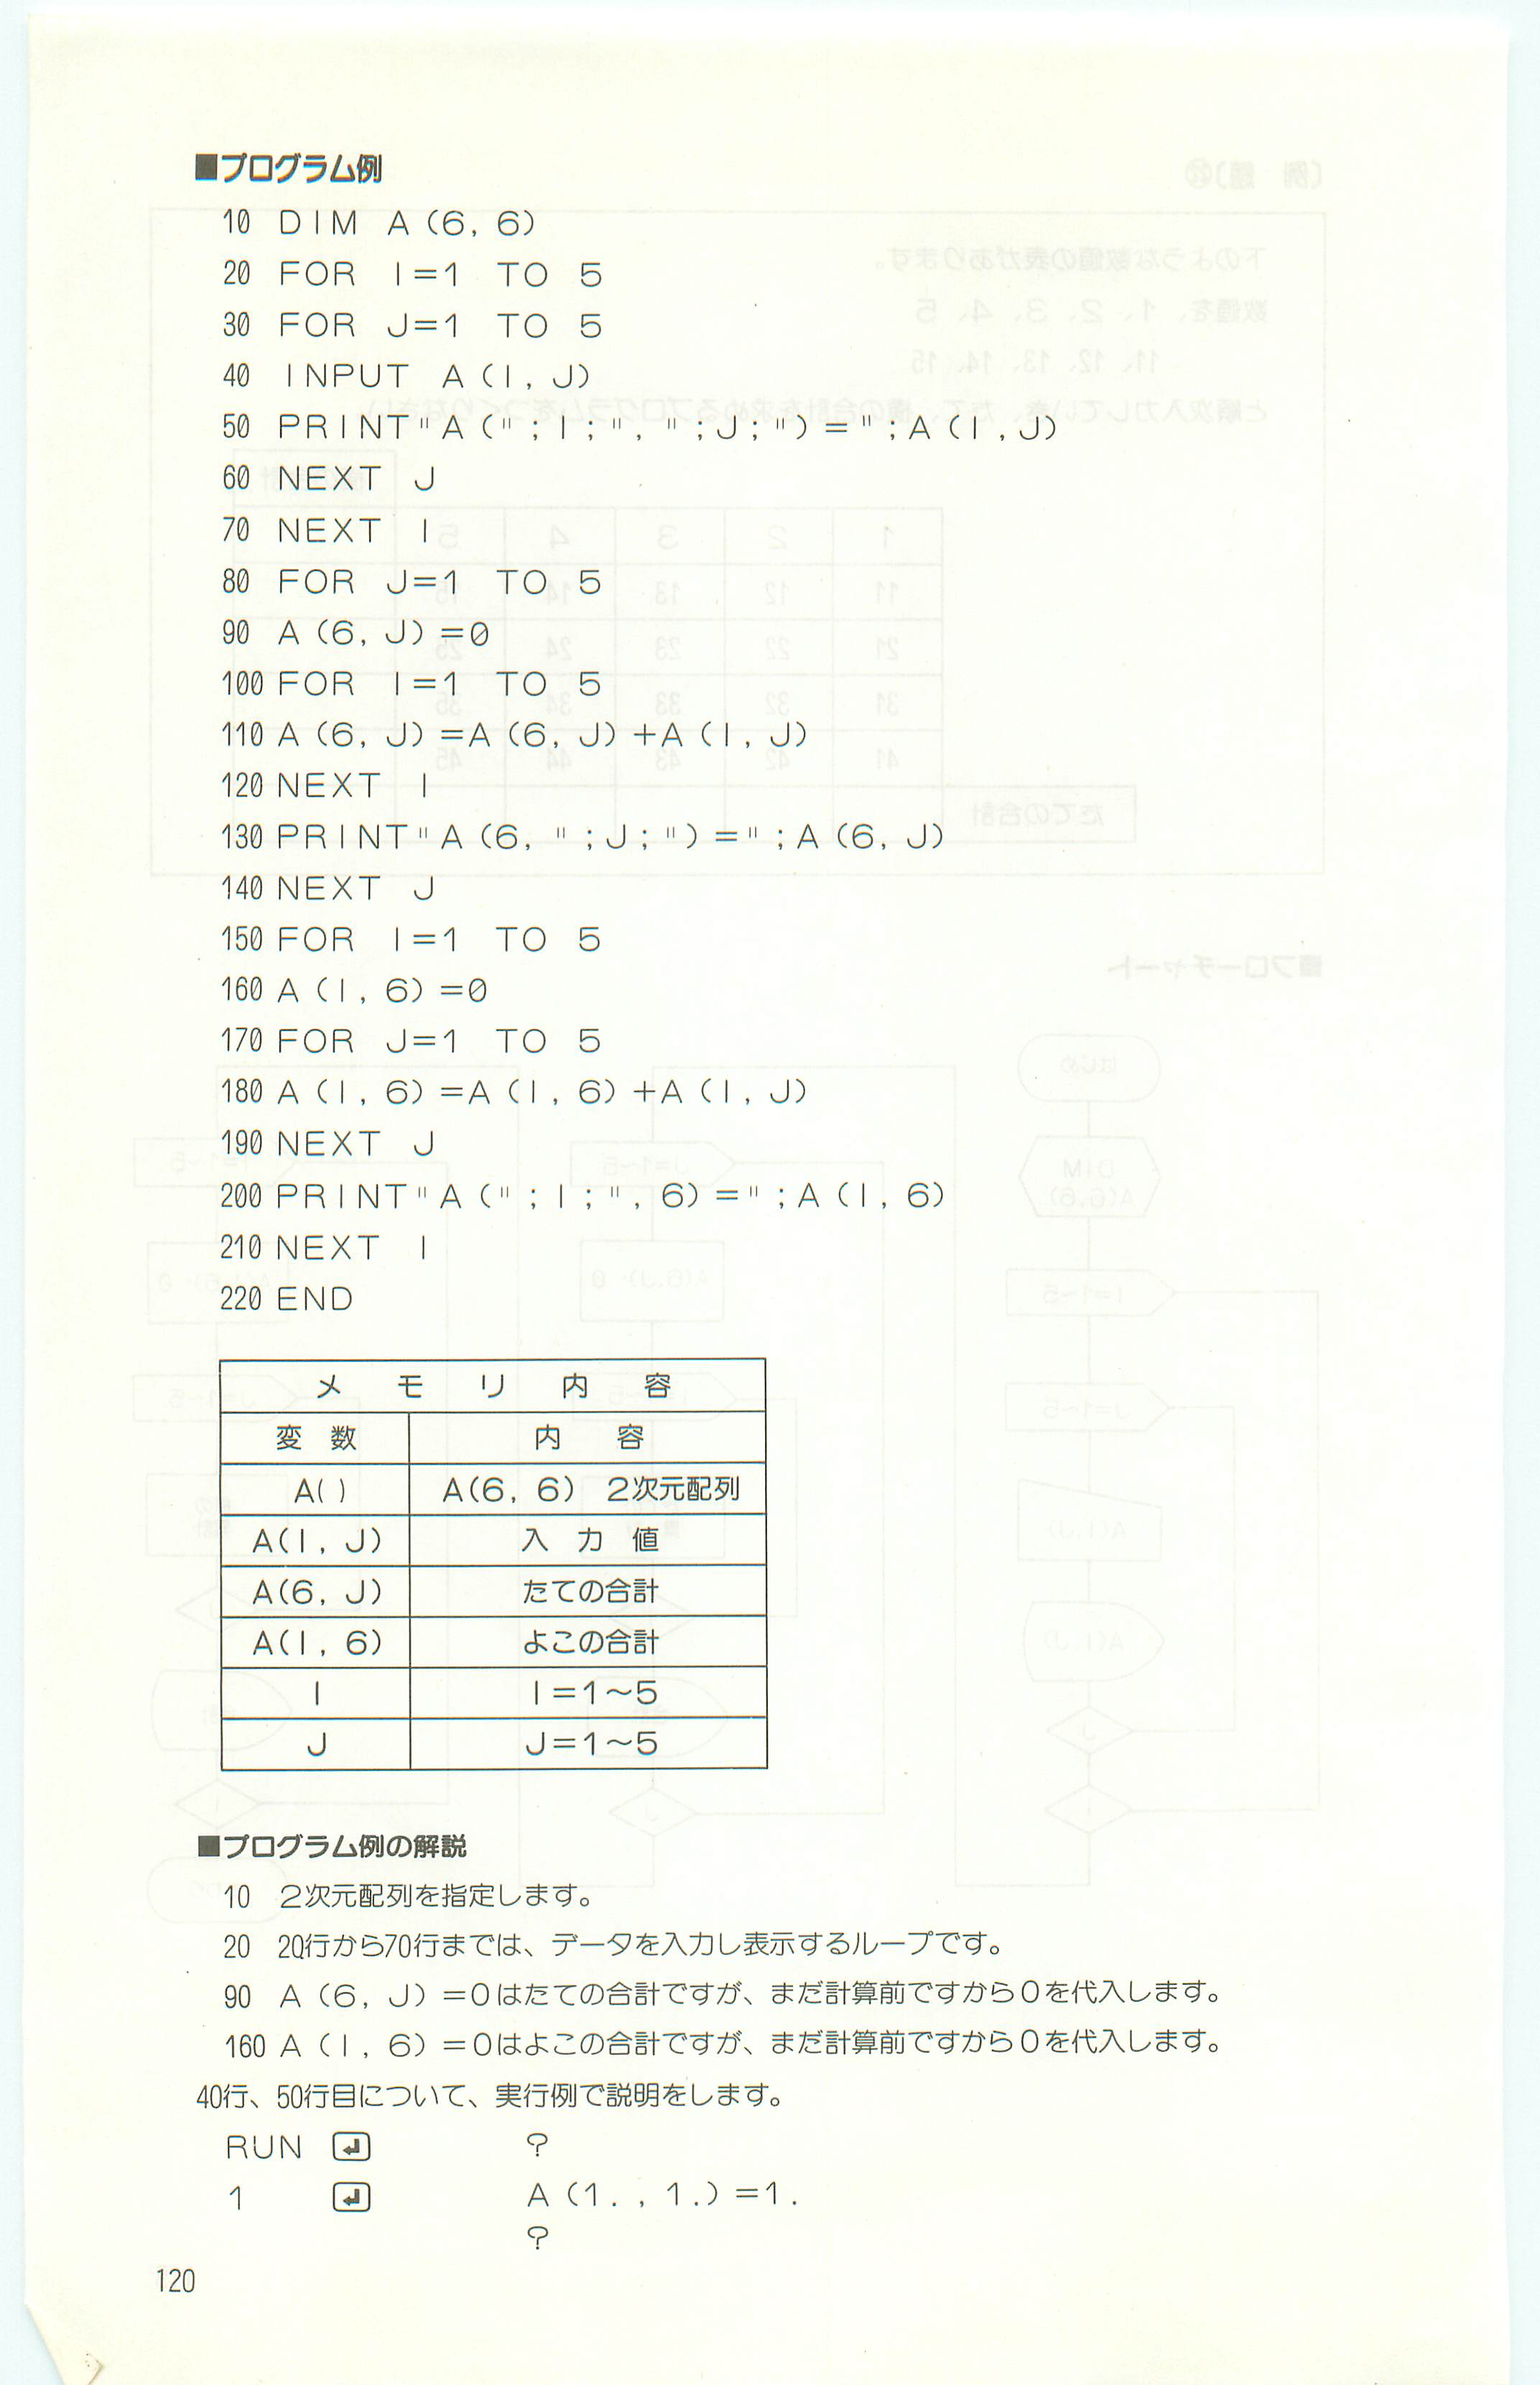 ■プログラム例
10 DIM A(6, 6)
20 FOR I=1 TO 5
30 FOR J=1 TO 5
40 INPUT A(I, J)
50 PRINT"A(";I;", ";J;")=";A(I,J)
60 NEXT J
70 NEXT I
80 FOR J=1 TO 5
90 A(6, J)=0
100 FOR I=1 TO 5
110 A(6, J)=A(6, J)+A(I, J)
120 NEXT I
130 PRINT"A(6, ";J;")=";A(6, J)
140 NEXT J
150 FOR I=1 TO 5
160 A(I, 6)=0
170 FOR J=1 TO 5
180 A(I, 6)=A(I, 6)+A(I, J)
190 NEXT J
200 PRINT"A(";I;", 6)=";A(I, 6)
210 NEXT I
220 END
メモリ内容
変数 内容
A( ) A(6, 6) 2次元配列
A(I, J) 入力値
A(6, J) たての合計
A(I, 6) よこの合計
I I=1〜5
J J=1〜5
■プログラム例の解説
10 2次元配列を指定します。
20 20行から70行までは、データを入力し表示するループです。
90 A(6, J)=0はたての合計ですが、まだ計算前ですから0を代入します。
160 A(I, 6)=0はよこの合計ですが、まだ計算前ですから0を代入します。
40行、50行目について、実行例で説明をします。
RUN ↵ ?
1 ↵ A(1. , 1.)=1.
?
120